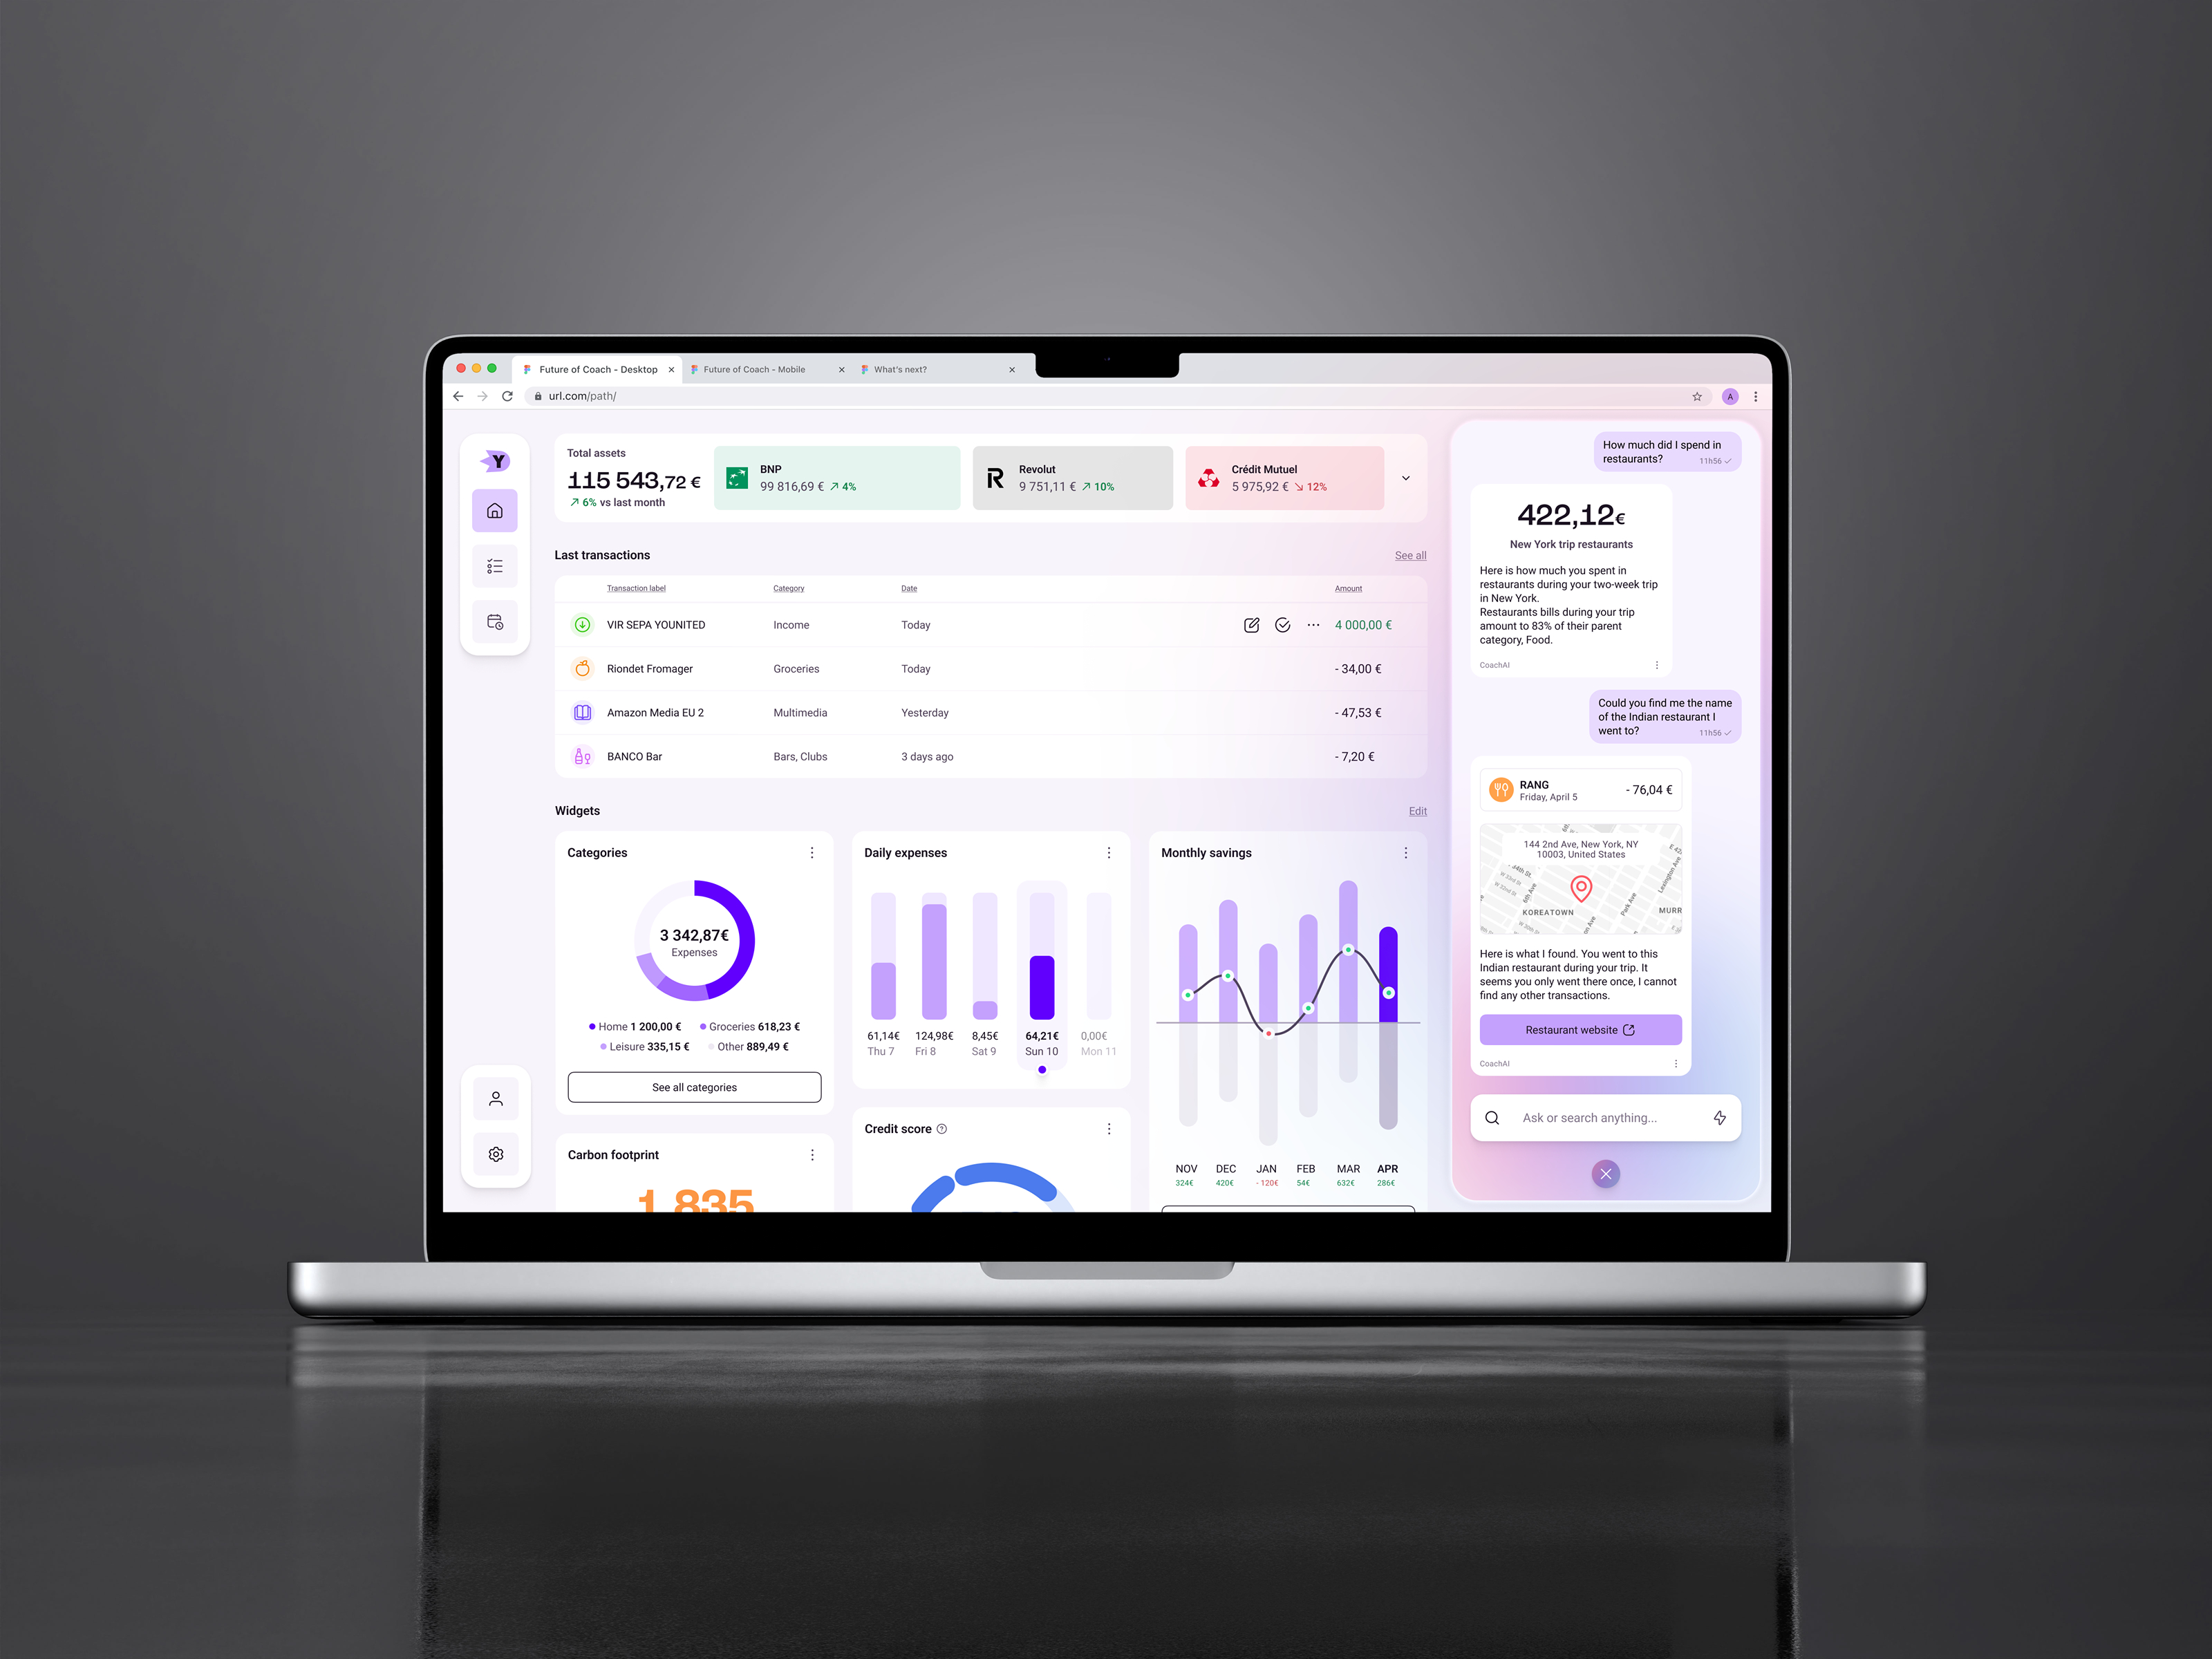 Future of Coach - Desktop
Future of Coach - Mobile
What's next?
url.com/path/
A
Y
Total assets
115 543,72 €
6% vs last month
BNP
99 816,69 € 4%
Revolut
9 751,11 € 10%
Crédit Mutuel
5 975,92 € 12%
Last transactions
See all
Transaction label Category Date Amount
VIR SEPA YOUNITED Income Today 4 000,00 €
Riondet Fromager Groceries Today - 34,00 €
Amazon Media EU 2 Multimedia Yesterday - 47,53 €
BANCO Bar Bars, Clubs 3 days ago - 7,20 €
Widgets
Edit
Categories
3 342,87€
Expenses
Home 1 200,00 € Groceries 618,23 €
Leisure 335,15 € Other 889,49 €
See all categories
Carbon footprint
1 835
Daily expenses
61,14€ 124,98€ 8,45€ 64,21€ 0,00€
Thu 7 Fri 8 Sat 9 Sun 10 Mon 11
Credit score
Monthly savings
NOV DEC JAN FEB MAR APR
324€ 420€ - 120€ 54€ 632€ 286€
How much did I spend in
restaurants?
11h56
422,12€
New York trip restaurants
Here is how much you spent in
restaurants during your two-week trip
in New York.
Restaurants bills during your trip
amount to 83% of their parent
category, Food.
CoachAI
Could you find me the name
of the Indian restaurant I
went to?
11h56
RANG
Friday, April 5
- 76,04 €
144 2nd Ave, New York, NY
10003, United States
W 33rd St
6th Ave
Park Ave
Lexington Ave
KOREATOWN
MURR
Here is what I found. You went to this
Indian restaurant during your trip. It
seems you only went there once, I cannot
find any other transactions.
Restaurant website
CoachAI
Ask or search anything...